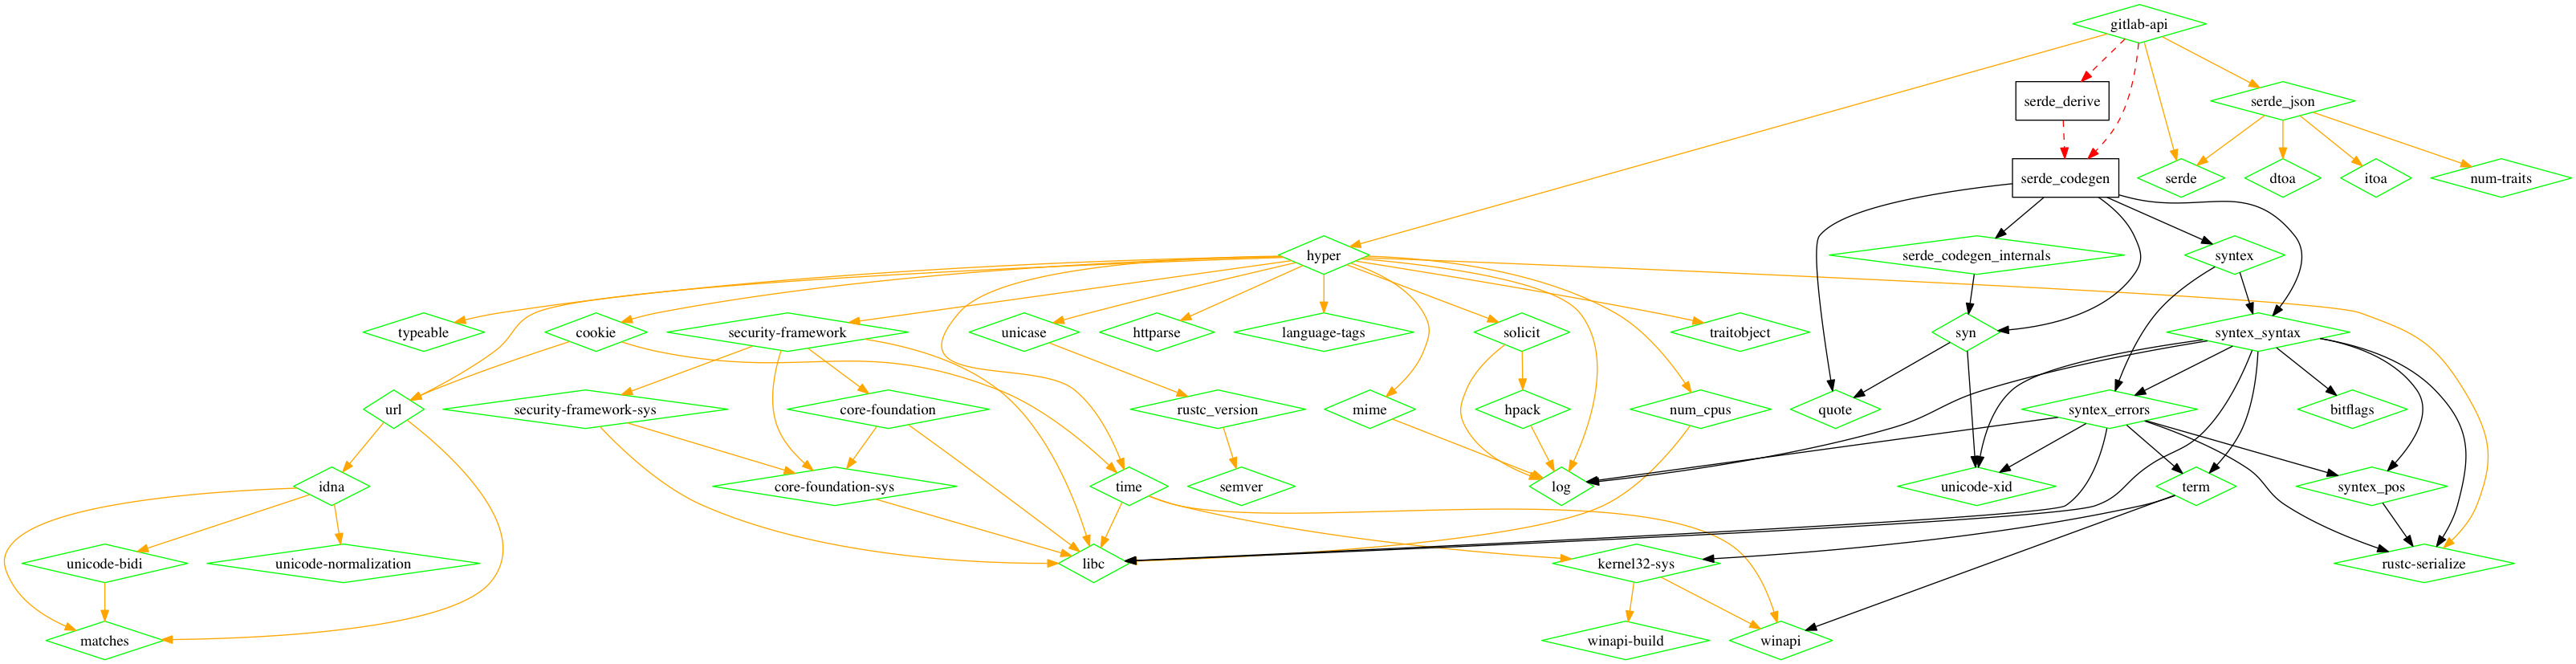 gitlab-api
serde_derive
serde_json
serde_codegen
serde
dtoa
itoa
num-traits
hyper
serde_codegen_internals
syntex
typeable
cookie
security-framework
unicase
httparse
language-tags
solicit
traitobject
syn
syntex_syntax
url
security-framework-sys
core-foundation
rustc_version
mime
hpack
num_cpus
quote
syntex_errors
bitflags
idna
core-foundation-sys
time
semver
log
unicode-xid
term
syntex_pos
unicode-bidi
unicode-normalization
libc
kernel32-sys
rustc-serialize
matches
winapi-build
winapi